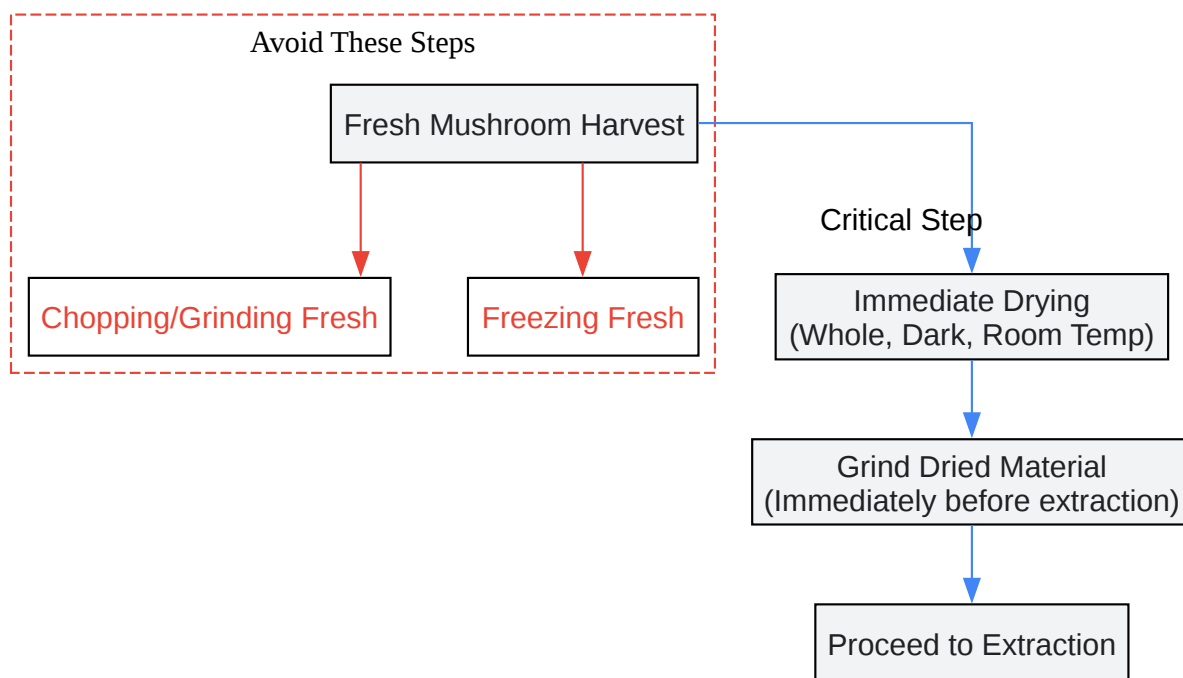 Avoid These Steps
Fresh Mushroom Harvest
Critical Step
Chopping/Grinding Fresh
Freezing Fresh
Immediate Drying
(Whole, Dark, Room Temp)
Grind Dried Material
(Immediately before extraction)
Proceed to Extraction